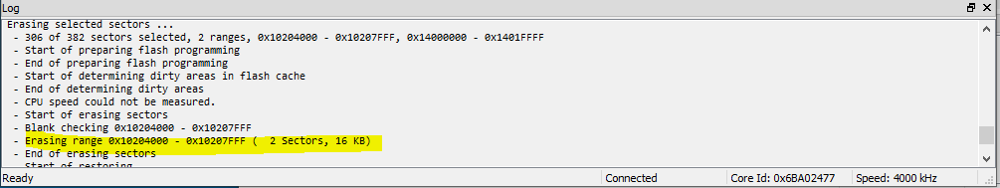 Log
Erasing selected sectors ...
- 306 of 382 sectors selected, 2 ranges, 0x10204000 - 0x10207FFF, 0x14000000 - 0x1401FFFF
- Start of preparing flash programming
- End of preparing flash programming
- Start of determining dirty areas in flash cache
- End of determining dirty areas
- CPU speed could not be measured.
- Start of erasing sectors
- Blank checking 0x10204000 - 0x10207FFF
- Erasing range 0x10204000 - 0x10207FFF (  2 Sectors, 16 KB)
- End of erasing sectors
- Start of restoring
Ready Connected Core Id: 0x6BA02477 Speed: 4000 kHz